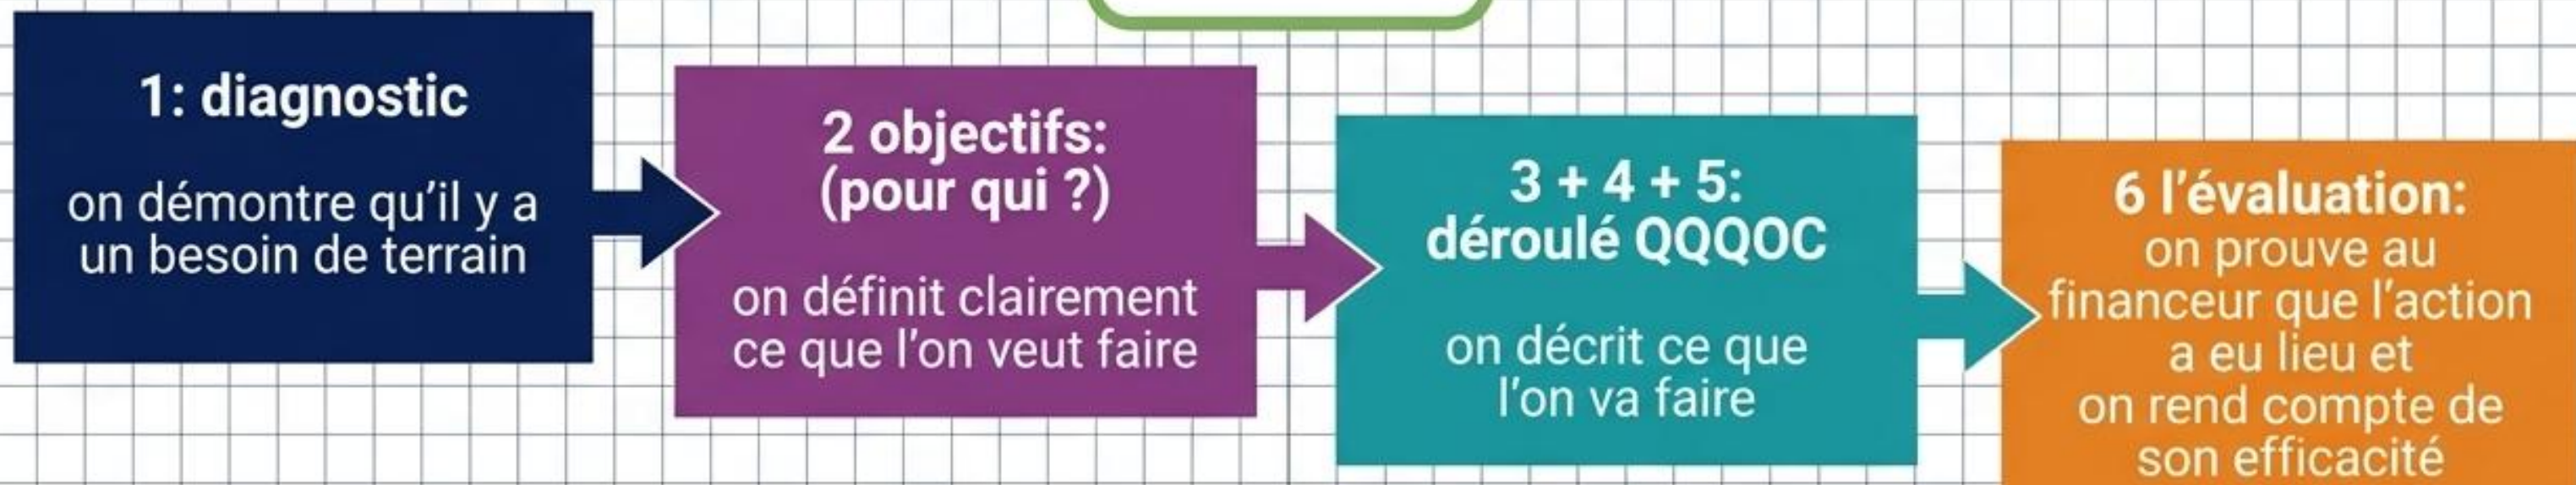 1: diagnostic
on démontre qu’il y a
un besoin de terrain
2 objectifs:
(pour qui ?)
on définit clairement
ce que l’on veut faire
3 + 4 + 5:
déroulé QQQOC
on décrit ce que
l’on va faire
6 l’évaluation:
on prouve au
financeur que l’action
a eu lieu et
on rend compte de
son efficacité